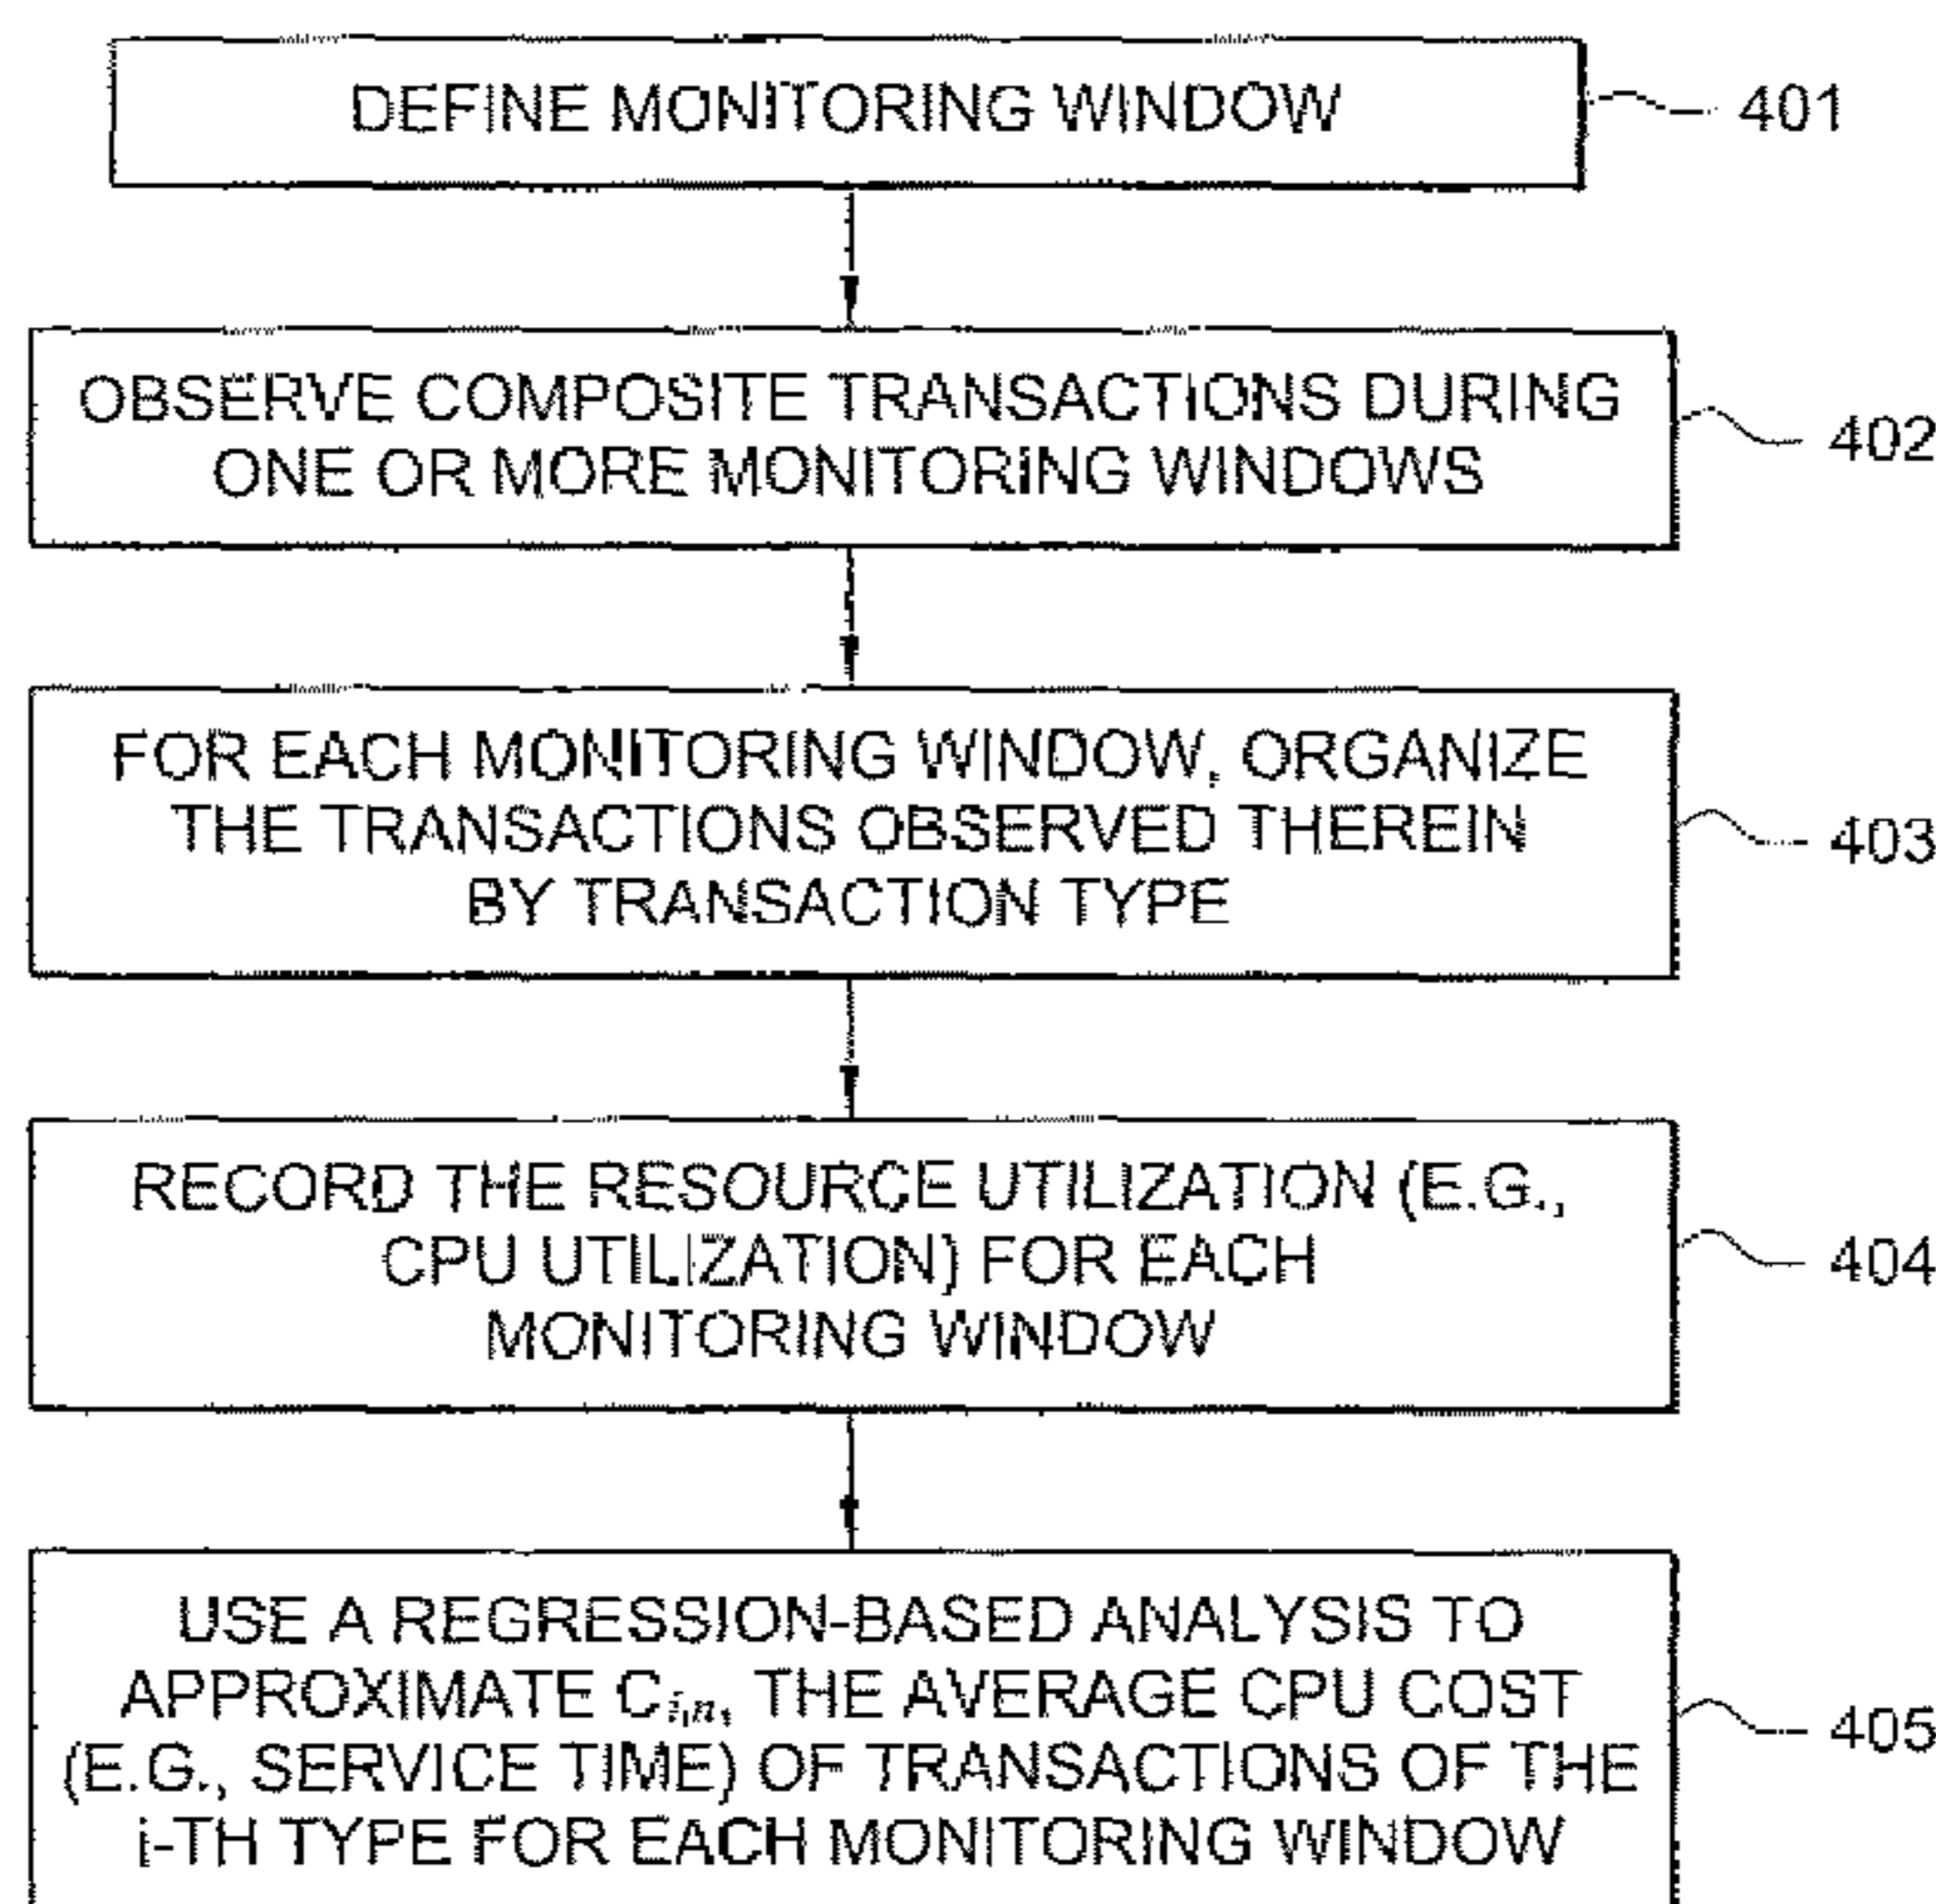 DEFINE MONITORING WINDOW
401
OBSERVE COMPOSITE TRANSACTIONS DURING
ONE OR MORE MONITORING WINDOWS
402
FOR EACH MONITORING WINDOW, ORGANIZE
THE TRANSACTIONS OBSERVED THEREIN
BY TRANSACTION TYPE
403
RECORD THE RESOURCE UTILIZATION (E.G.,
CPU UTILIZATION) FOR EACH
MONITORING WINDOW
404
USE A REGRESSION-BASED ANALYSIS TO
APPROXIMATE C i,n, THE AVERAGE CPU COST
(E.G., SERVICE TIME) OF TRANSACTIONS OF THE
i-TH TYPE FOR EACH MONITORING WINDOW
405